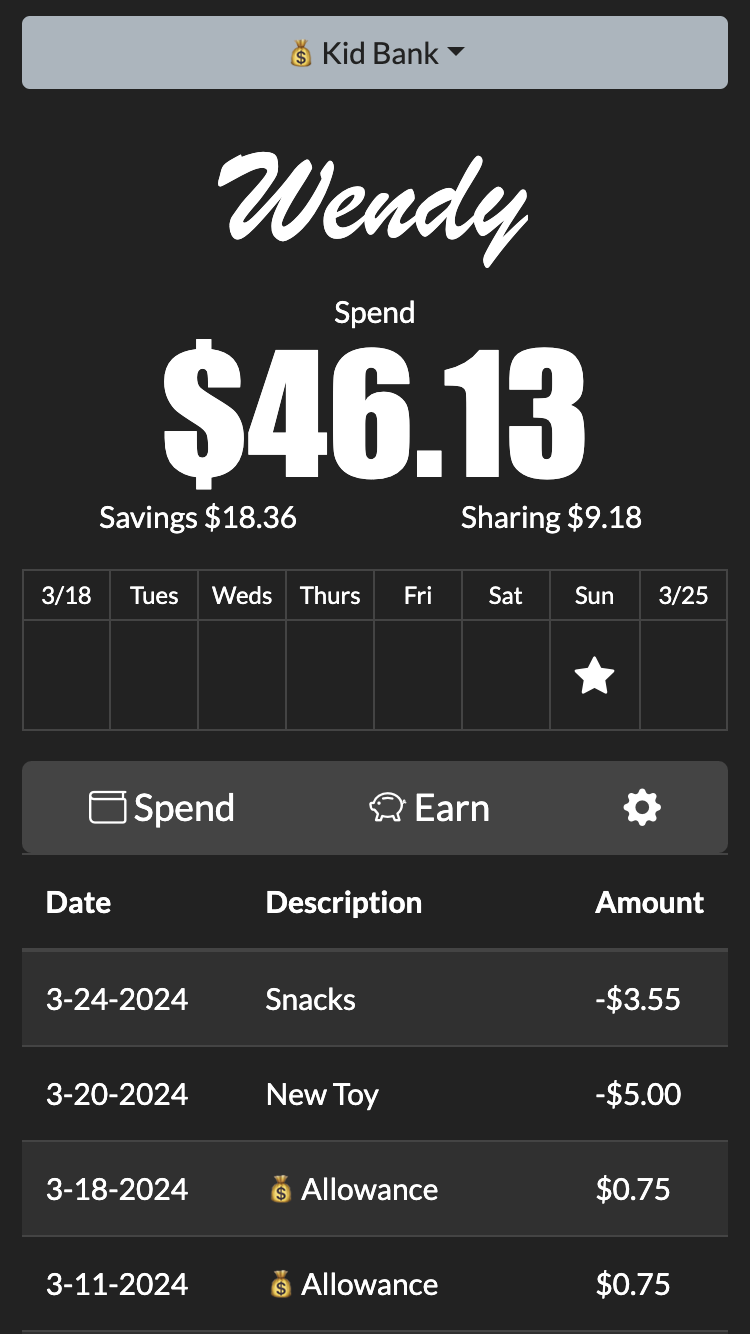 💰 Kid Bank
Wendy
Spend
$46.13
Savings $18.36 Sharing $9.18
3/18 Tues Weds Thurs Fri Sat Sun 3/25
Spend Earn
Date Description Amount
3-24-2024 Snacks -$3.55
3-20-2024 New Toy -$5.00
3-18-2024 💰 Allowance $0.75
3-11-2024 💰 Allowance $0.75